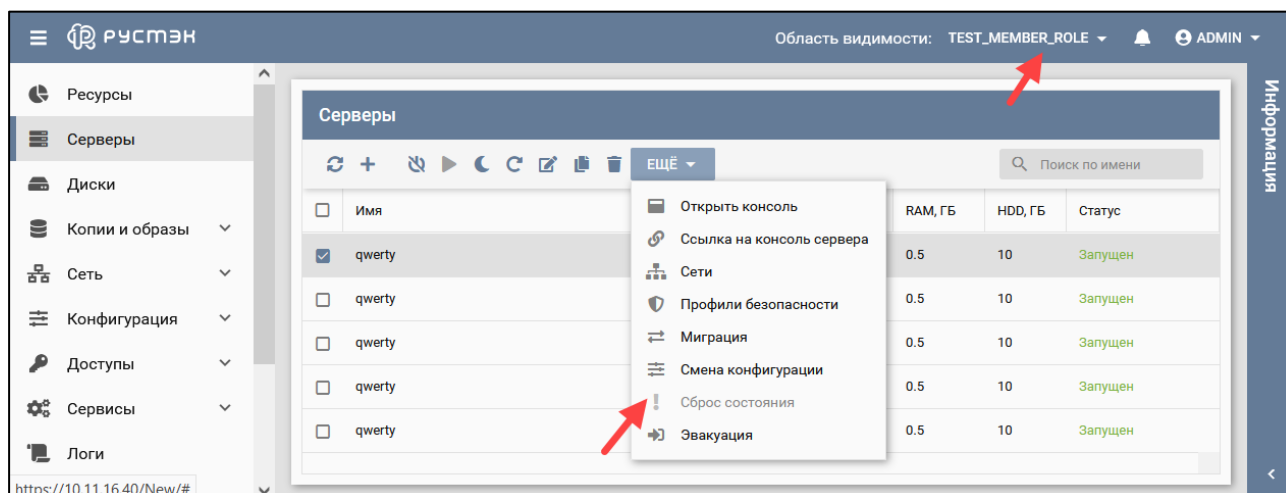 РУСТЭК
Область видимости: TEST_MEMBER_ROLE
ADMIN
Ресурсы
Серверы
Диски
Копии и образы
Сеть
Конфигурация
Доступы
Сервисы
Логи
https://10.11.16.40/New/#
Серверы
ЕЩЁ
Поиск по имени
Имя RAM, ГБ HDD, ГБ Статус
qwerty 0.5 10 Запущен
qwerty 0.5 10 Запущен
qwerty 0.5 10 Запущен
qwerty 0.5 10 Запущен
qwerty 0.5 10 Запущен
Открыть консоль
Ссылка на консоль сервера
Сети
Профили безопасности
Миграция
Смена конфигурации
Сброс состояния
Эвакуация
Информация